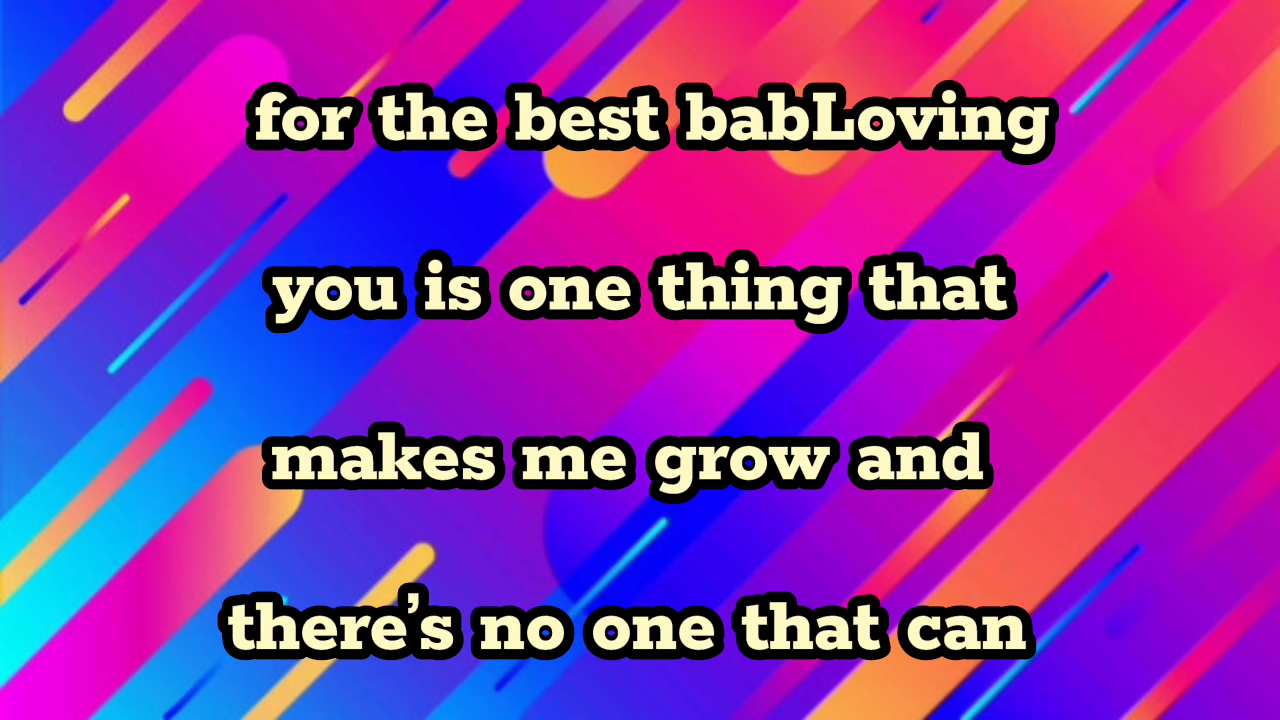 for the best babLoving
you is one thing that
makes me grow and
there's no one that can